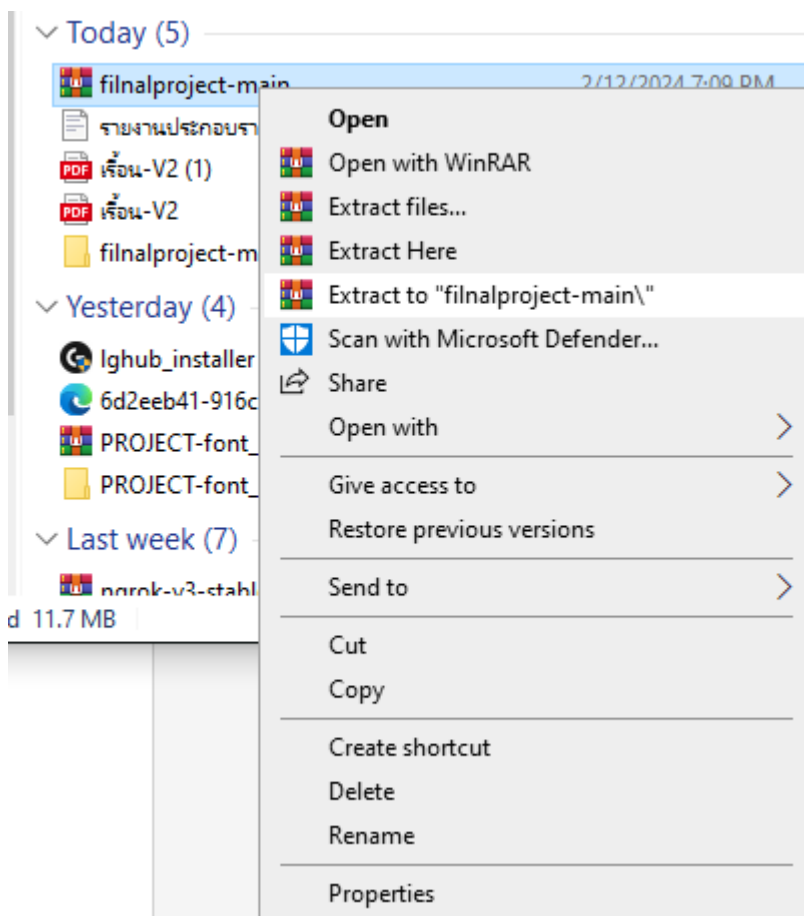 Today (5)
filnalproject-main 2/12/2024 7:09 PM
รายงานประกอบรา
เรื้อน-V2 (1)
เรื้อน-V2
filnalproject-m
Yesterday (4)
lghub_installer
6d2eeb41-916c
PROJECT-font_
PROJECT-font_
Last week (7)
ngrok-v3-stabl
d 11.7 MB
Open
Open with WinRAR
Extract files...
Extract Here
Extract to "filnalproject-main\"
Scan with Microsoft Defender...
Share
Open with
Give access to
Restore previous versions
Send to
Cut
Copy
Create shortcut
Delete
Rename
Properties